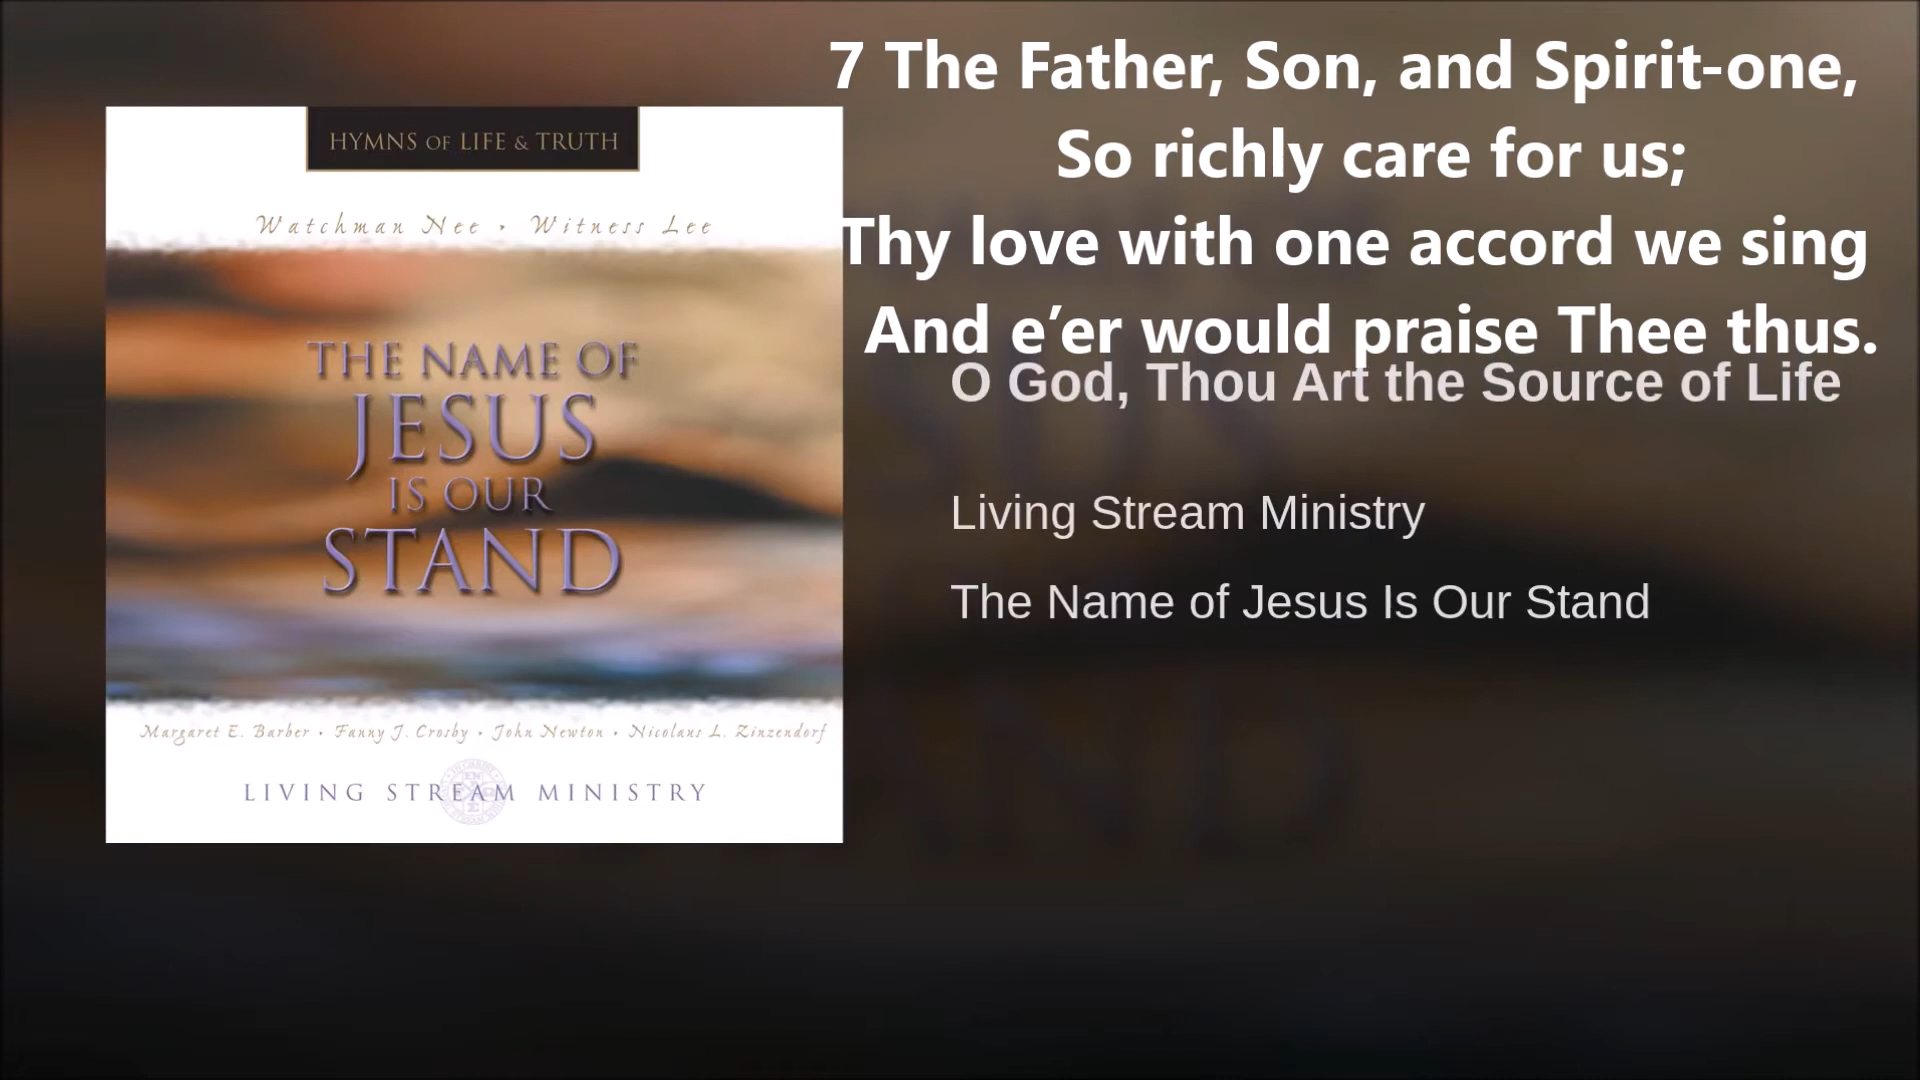 HYMNS OF LIFE & TRUTH
Watchman Nee • Witness Lee
THE NAME OF
JESUS
IS OUR
STAND
Margaret E. Barber • Fanny J. Crosby • John Newton • Nicolaus L. Zinzendorf
LIVING STREAM MINISTRY
7 The Father, Son, and Spirit-one,
So richly care for us;
Thy love with one accord we sing
And e’er would praise Thee thus.
O God, Thou Art the Source of Life
Living Stream Ministry
The Name of Jesus Is Our Stand